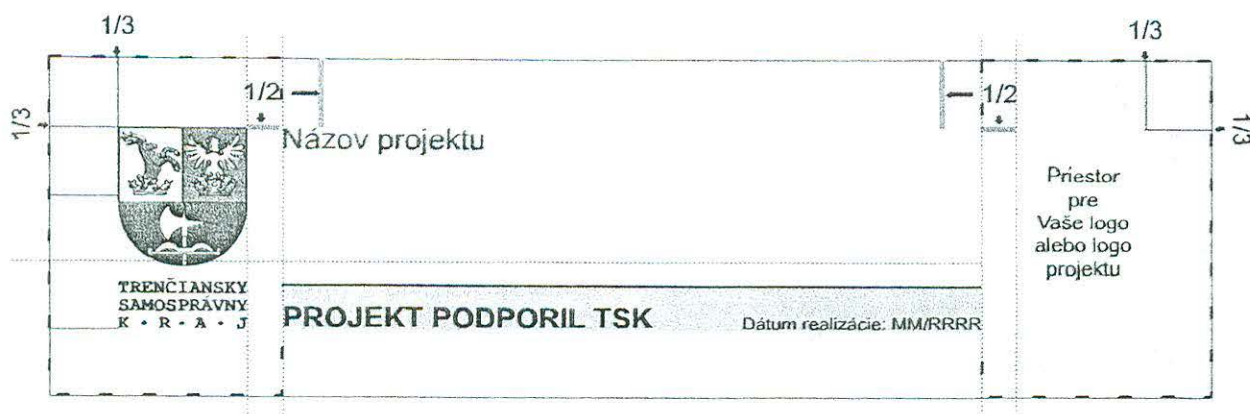 1/3
1/3
1/2
1/2
1/3
1/3
Názov projektu
Priestor
pre
Vaše logo
alebo logo
projektu
TRENČIANSKY
SAMOSPRÁVNY
K · R · A · J
PROJEKT PODPORIL TSK
Dátum realizácie: MM/RRRR